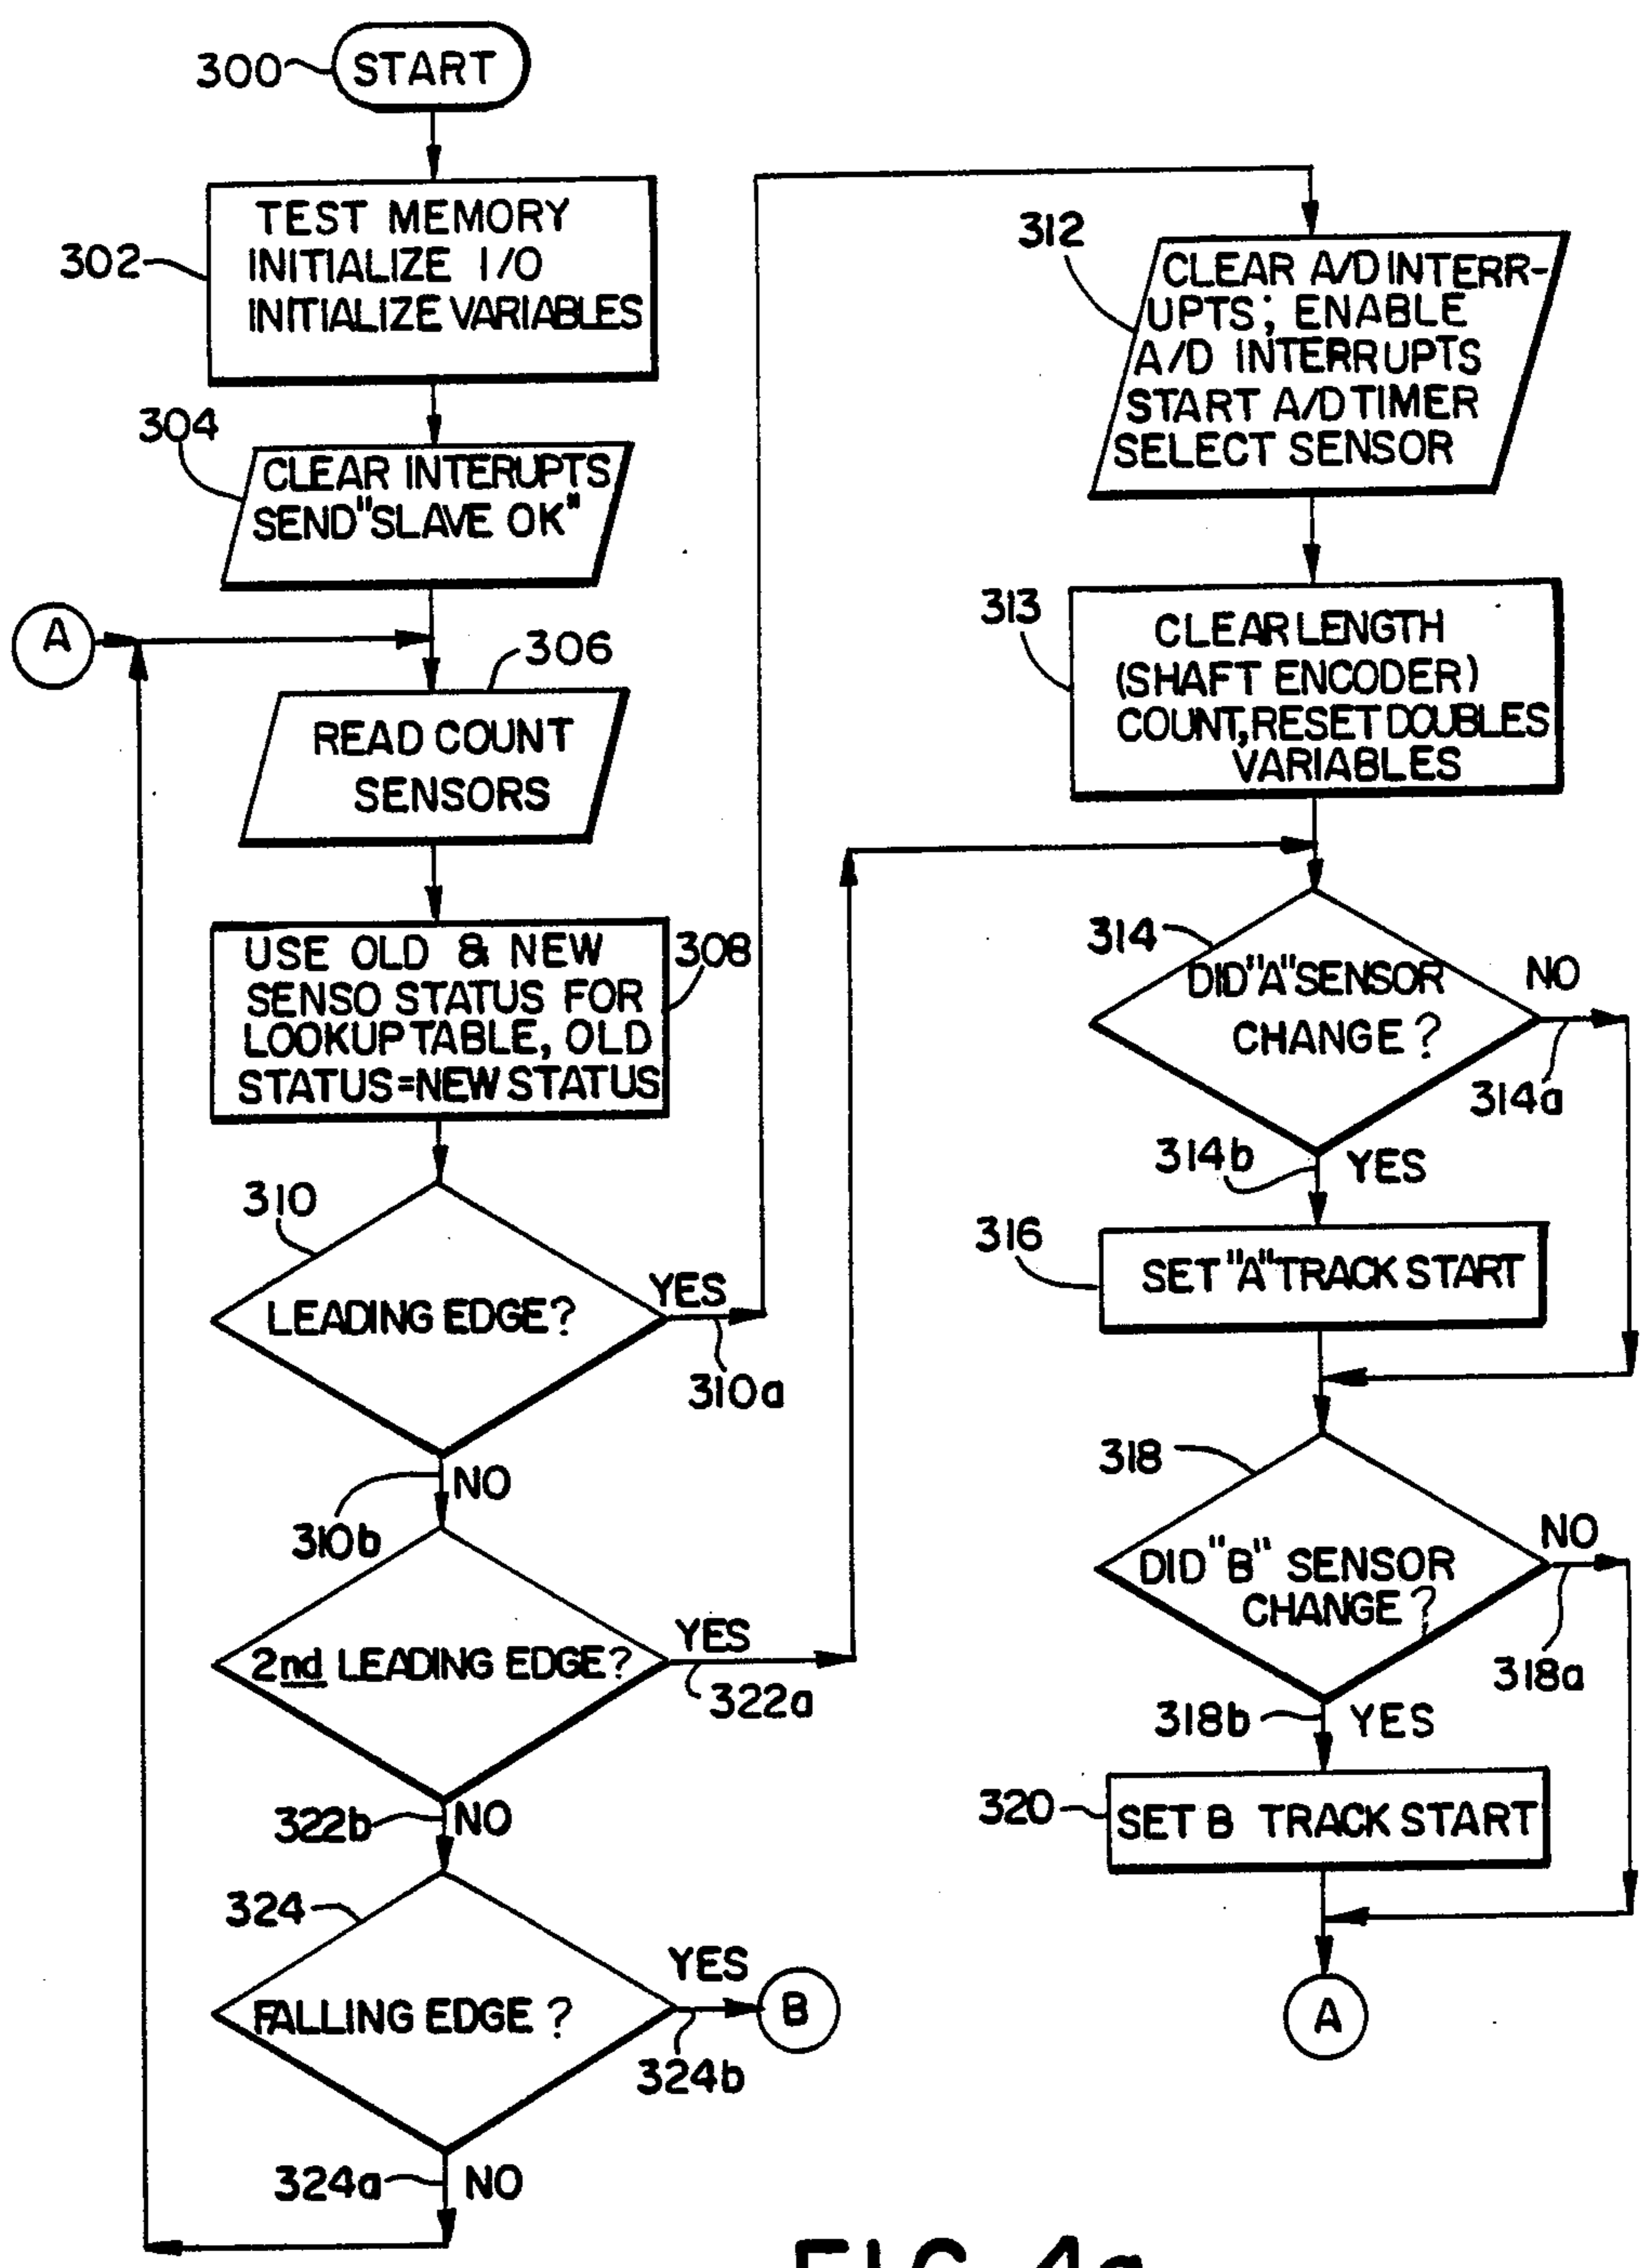 300
START
302
TEST MEMORY
INITIALIZE I/O
INITIALIZE VARIABLES
304
CLEAR INTERUPTS
SEND "SLAVE OK"
A
306
READ COUNT
SENSORS
308
USE OLD & NEW
SENSO STATUS FOR
LOOKUP TABLE, OLD
STATUS=NEW STATUS
310
LEADING EDGE?
YES
310a
NO
310b
2nd LEADING EDGE?
YES
322a
322b
NO
324
FALLING EDGE?
YES
B
324b
324a
NO
312
CLEAR A/D INTERR-
UPTS; ENABLE
A/D INTERRUPTS
START A/D TIMER
SELECT SENSOR
313
CLEAR LENGTH
(SHAFT ENCODER)
COUNT, RESET DOUBLES
VARIABLES
314
DID "A" SENSOR
CHANGE?
NO
314a
314b
YES
316
SET "A" TRACK START
318
DID "B" SENSOR
CHANGE?
NO
318a
318b
YES
320
SET B TRACK START
A
FIG. 4a